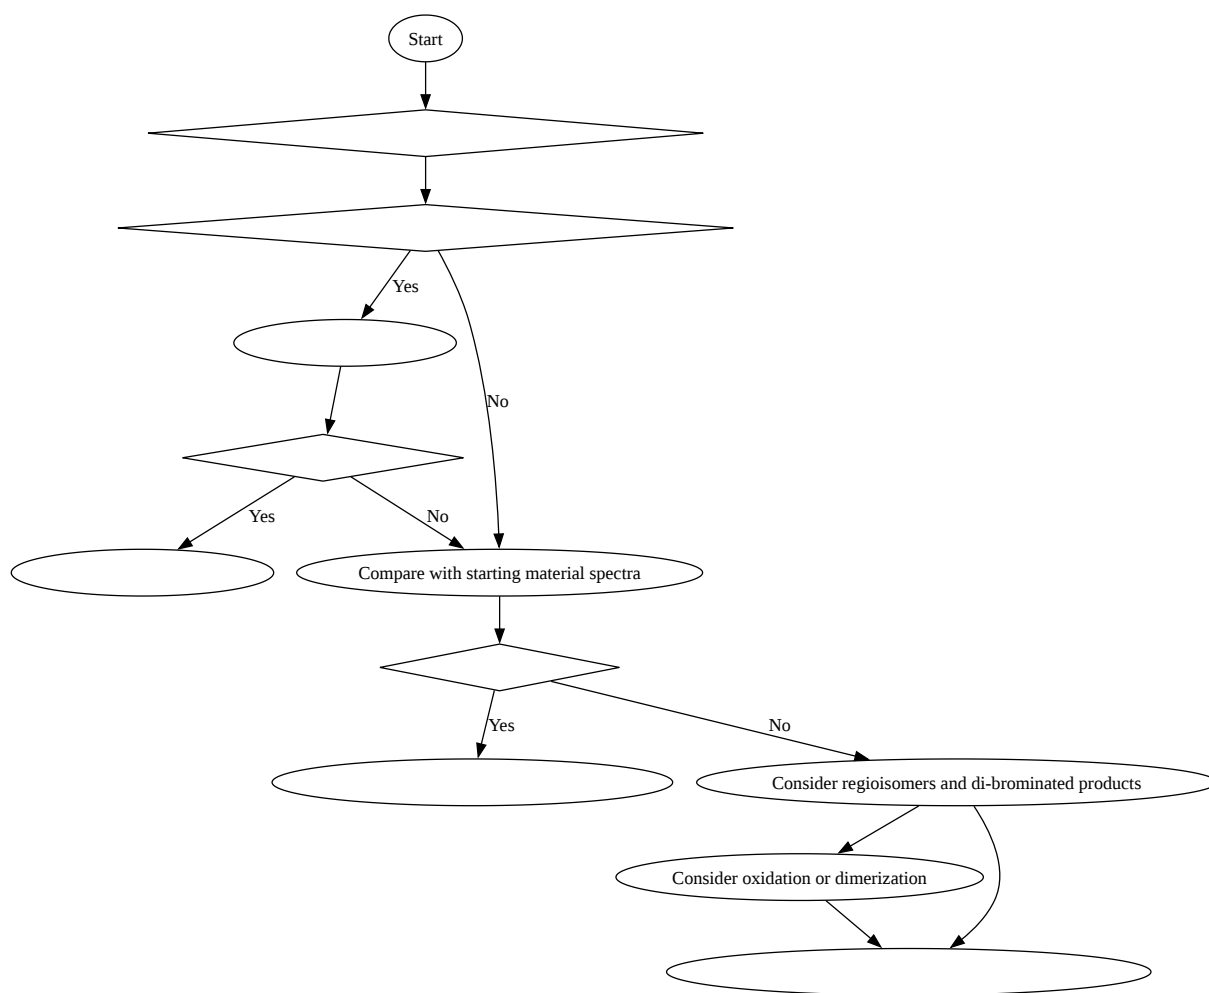 Start
Yes
No
Yes
No
Compare with starting material spectra
Yes
No
Consider regioisomers and di-brominated products
Consider oxidation or dimerization